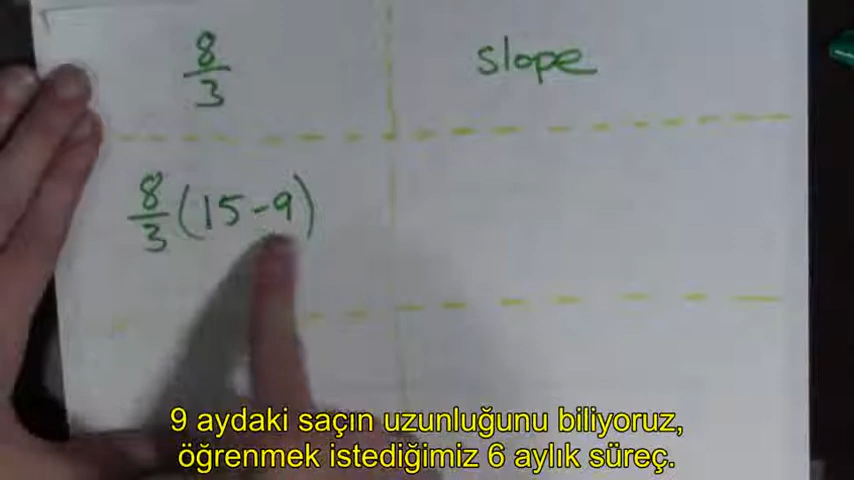 8/3 slope
8/3 (15-9)
9 aydaki saçın uzunluğunu biliyoruz,
öğrenmek istediğimiz 6 aylık süreç.